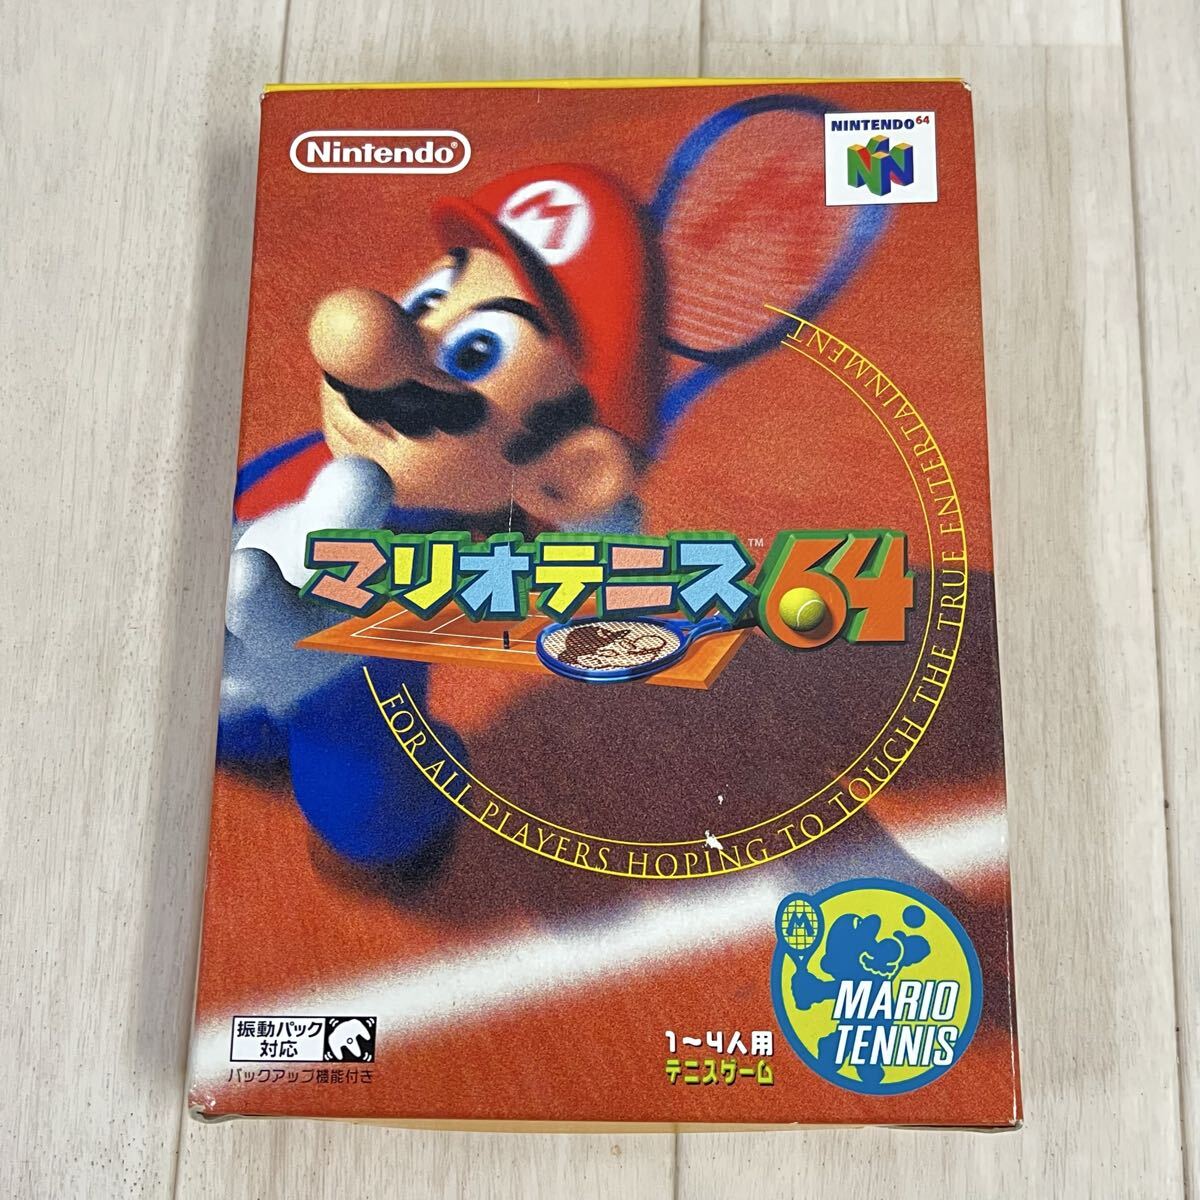 Nintendo®
NINTENDO64
M
マリオテニス64
TM
FOR ALL PLAYERS HOPING TO TOUCH THE TRUE ENTERTAINMENT
振動パック
対応
バックアップ機能付き
1〜4人用
テニスゲーム
M
MARIO
TENNIS